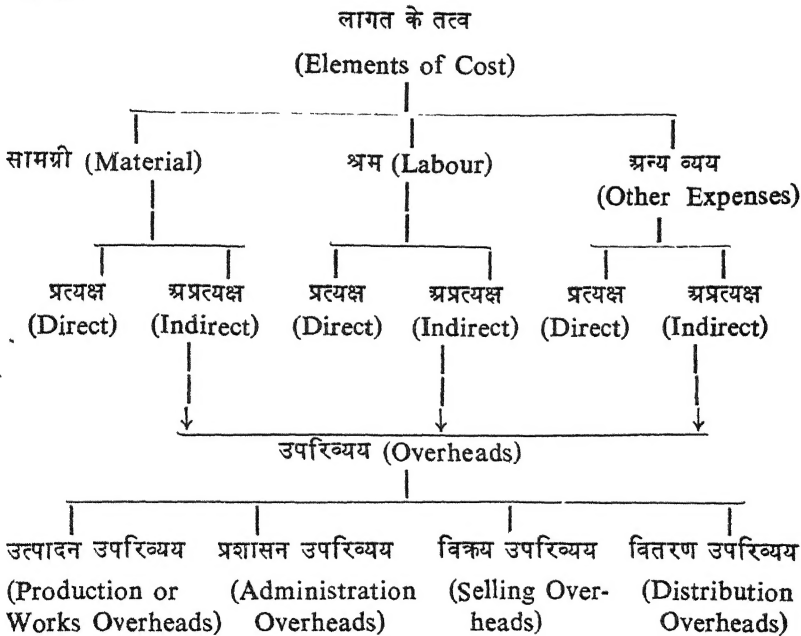 लागत के तत्व
(Elements of Cost)
सामग्री (Material) श्रम (Labour) अन्य व्यय
(Other Expenses)
प्रत्यक्ष अप्रत्यक्ष प्रत्यक्ष अप्रत्यक्ष प्रत्यक्ष अप्रत्यक्ष
(Direct) (Indirect) (Direct) (Indirect) (Direct) (Indirect)
उपरिव्यय (Overheads)
उत्पादन उपरिव्यय प्रशासन उपरिव्यय विक्रय उपरिव्यय वितरण उपरिव्यय
(Production or (Administration (Selling Over- (Distribution
Works Overheads) Overheads) heads) Overheads)